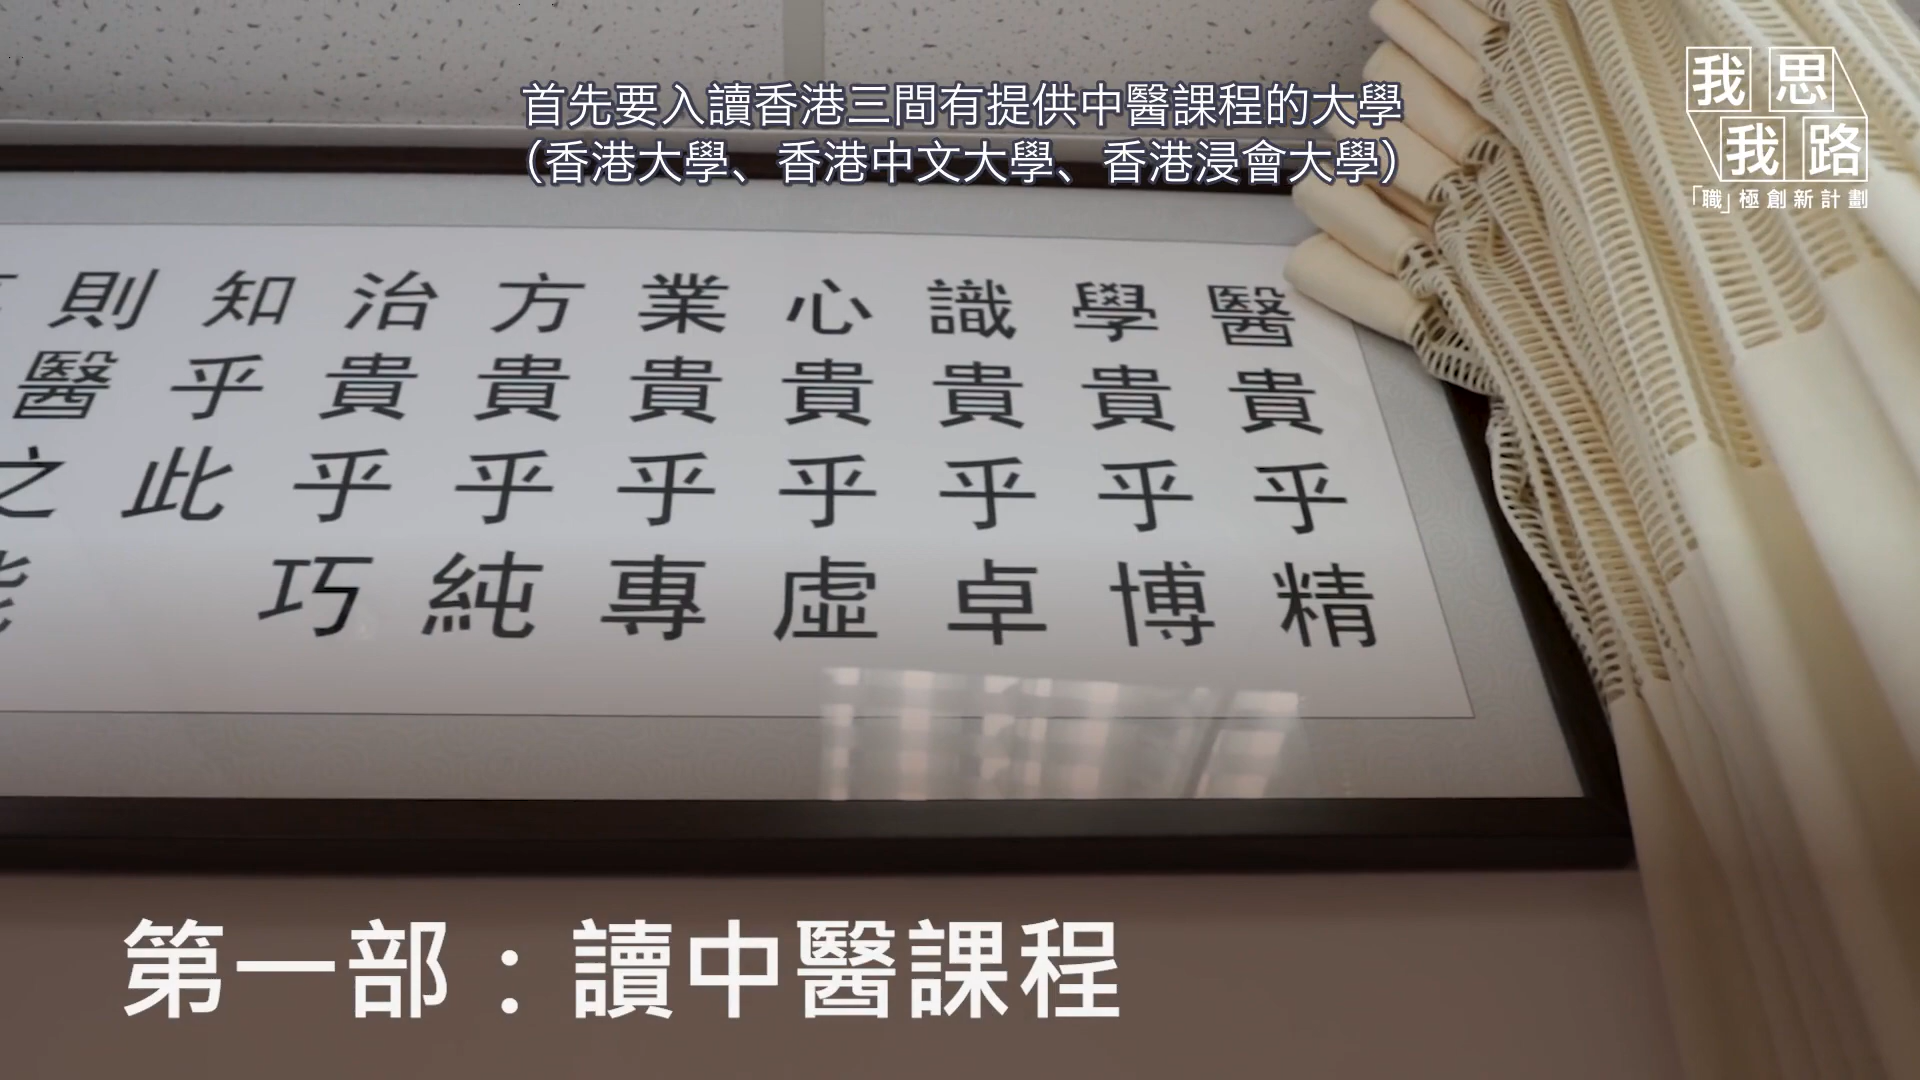 首先要入讀香港三間有提供中醫課程的大學
（香港大學、香港中文大學、香港浸會大學）
我思
我路
「職」極創新計劃
醫貴乎精
學貴乎博
識貴乎卓
心貴乎虛
業貴乎專
方貴乎純
治貴乎巧
知乎此
則醫之能
第一部：讀中醫課程